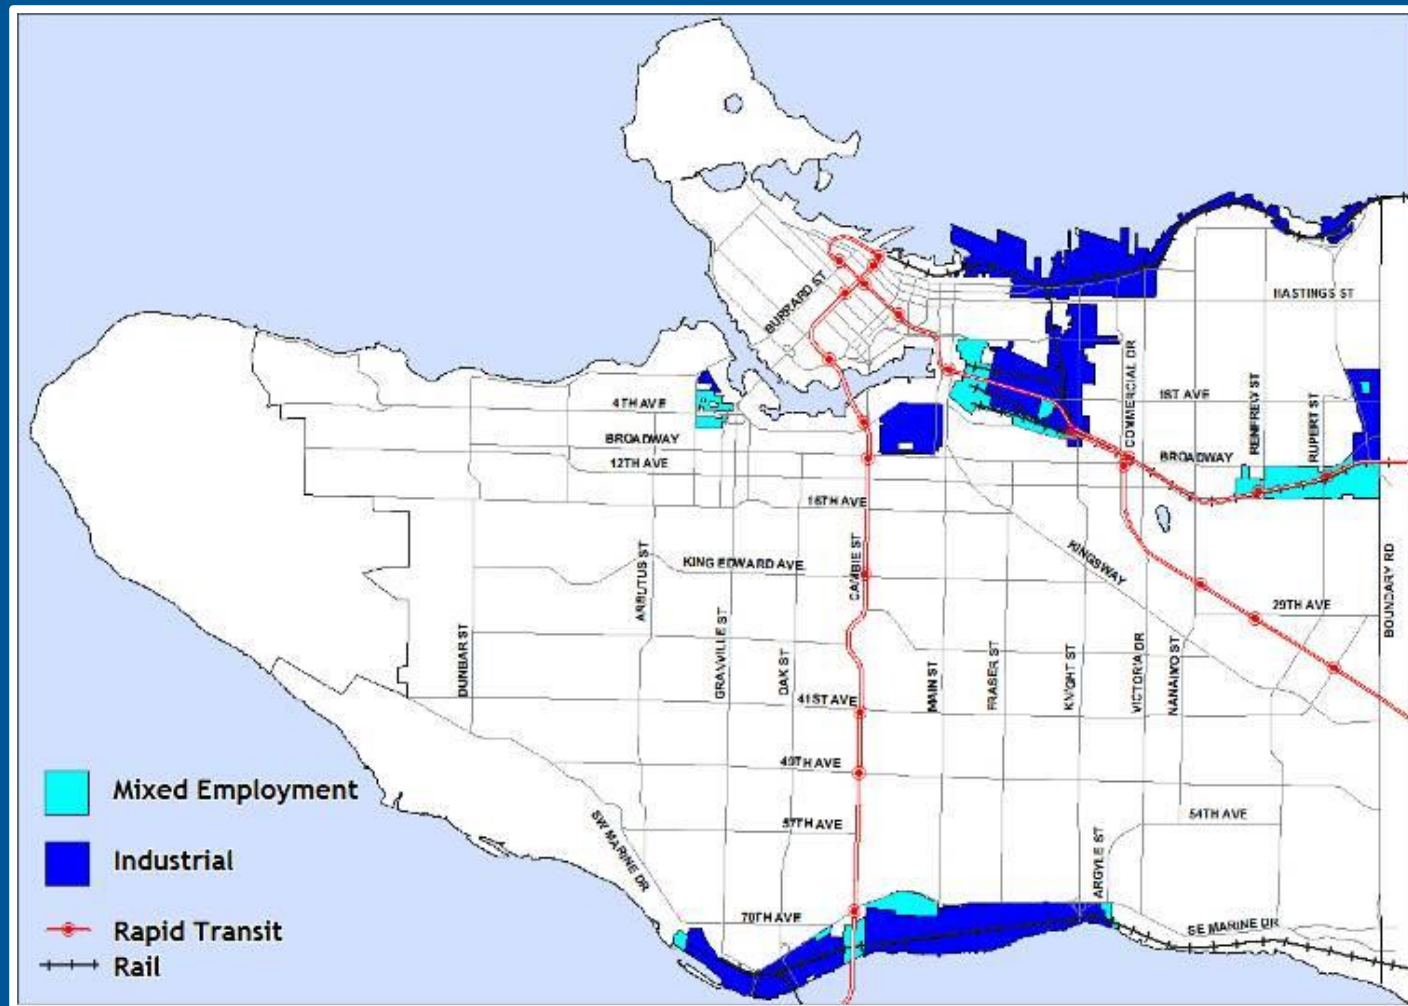 BURRARD ST
HASTINGS ST
COMMERCIAL DR
4TH AVE
1ST AVE
RENFREW ST
RUPERT ST
BROADWAY
BROADWAY
12TH AVE
16TH AVE
KINGSWAY
KING EDWARD AVE
CAMBIE ST
ARBUTUS ST
BOUNDARY RD
29TH AVE
DUNBAR ST
GRANVILLE ST
OAK ST
MAIN ST
FRASER ST
KNIGHT ST
VICTORIA DR
NANAIMO ST
41ST AVE
49TH AVE
57TH AVE
54TH AVE
SW MARINE DR
ARGYLE ST
70TH AVE
SE MARINE DR
Mixed Employment
Industrial
Rapid Transit
Rail